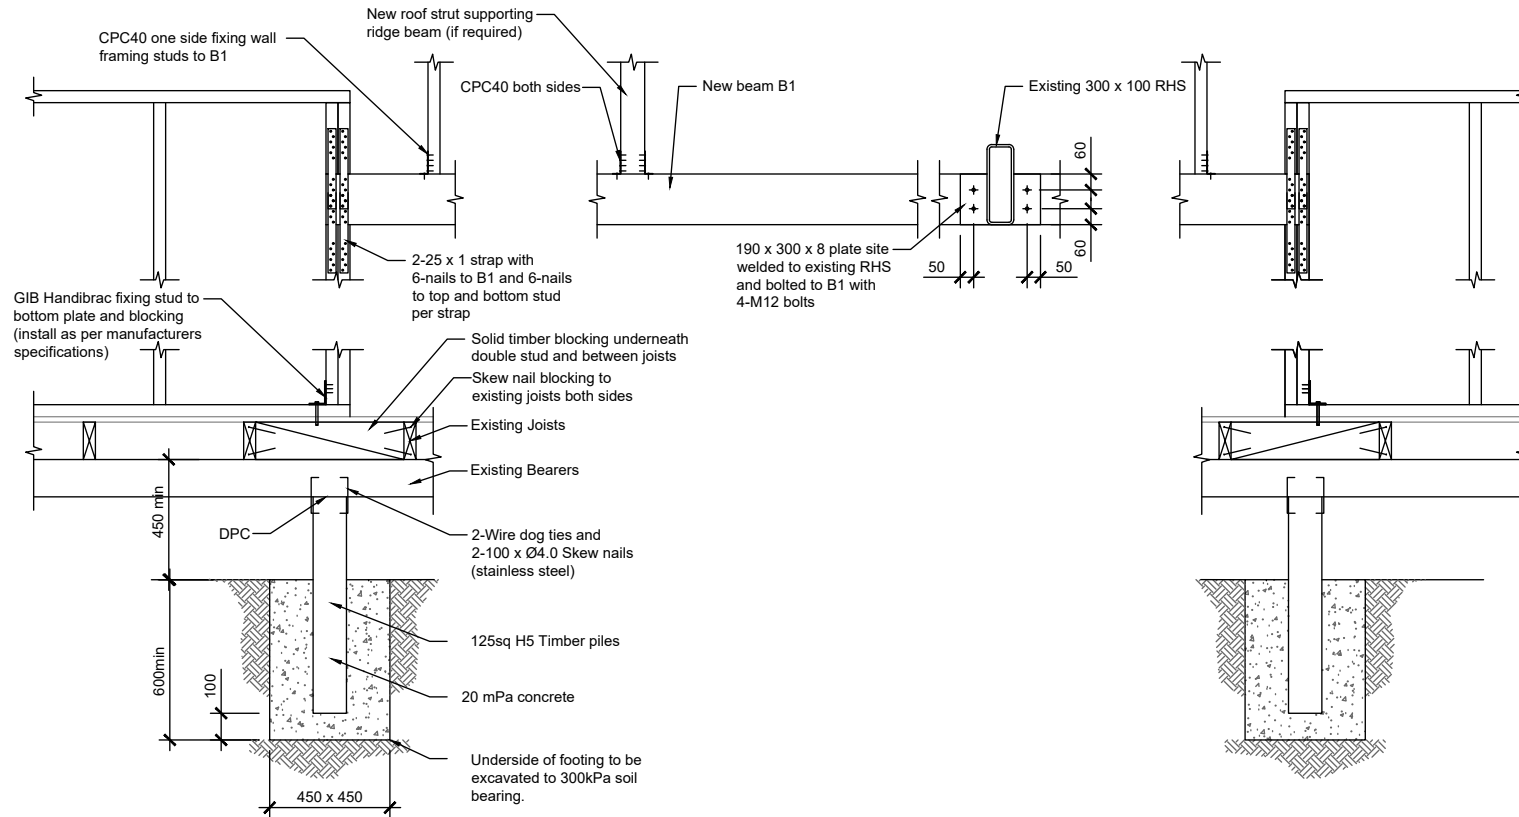 New roof strut supporting
ridge beam (if required)
CPC40 one side fixing wall
framing studs to B1
CPC40 both sides
New beam B1
Existing 300 x 100 RHS
60
60
190 x 300 x 8 plate site
welded to existing RHS
and bolted to B1 with
4-M12 bolts
50
50
2-25 x 1 strap with
6-nails to B1 and 6-nails
to top and bottom stud
per strap
GIB Handibrac fixing stud to
bottom plate and blocking
(install as per manufacturers
specifications)
Solid timber blocking underneath
double stud and between joists
Skew nail blocking to
existing joists both sides
Existing Joists
Existing Bearers
450 min
DPC
2-Wire dog ties and
2-100 x Ø4.0 Skew nails
(stainless steel)
125sq H5 Timber piles
600min
100
20 mPa concrete
Underside of footing to be
excavated to 300kPa soil
bearing.
450 x 450